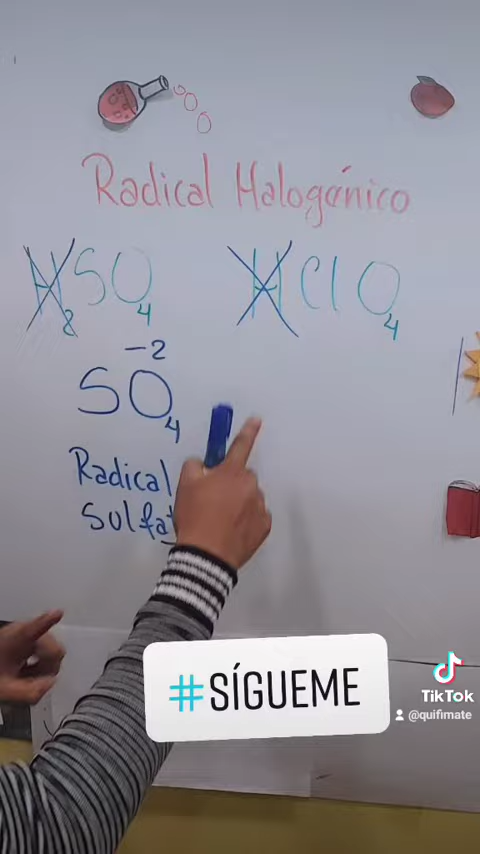 Radical Halogénico
H2SO4 HClO4
SO4 -2
Radical
Sulfat
#SÍGUEME
TikTok
@quifimate